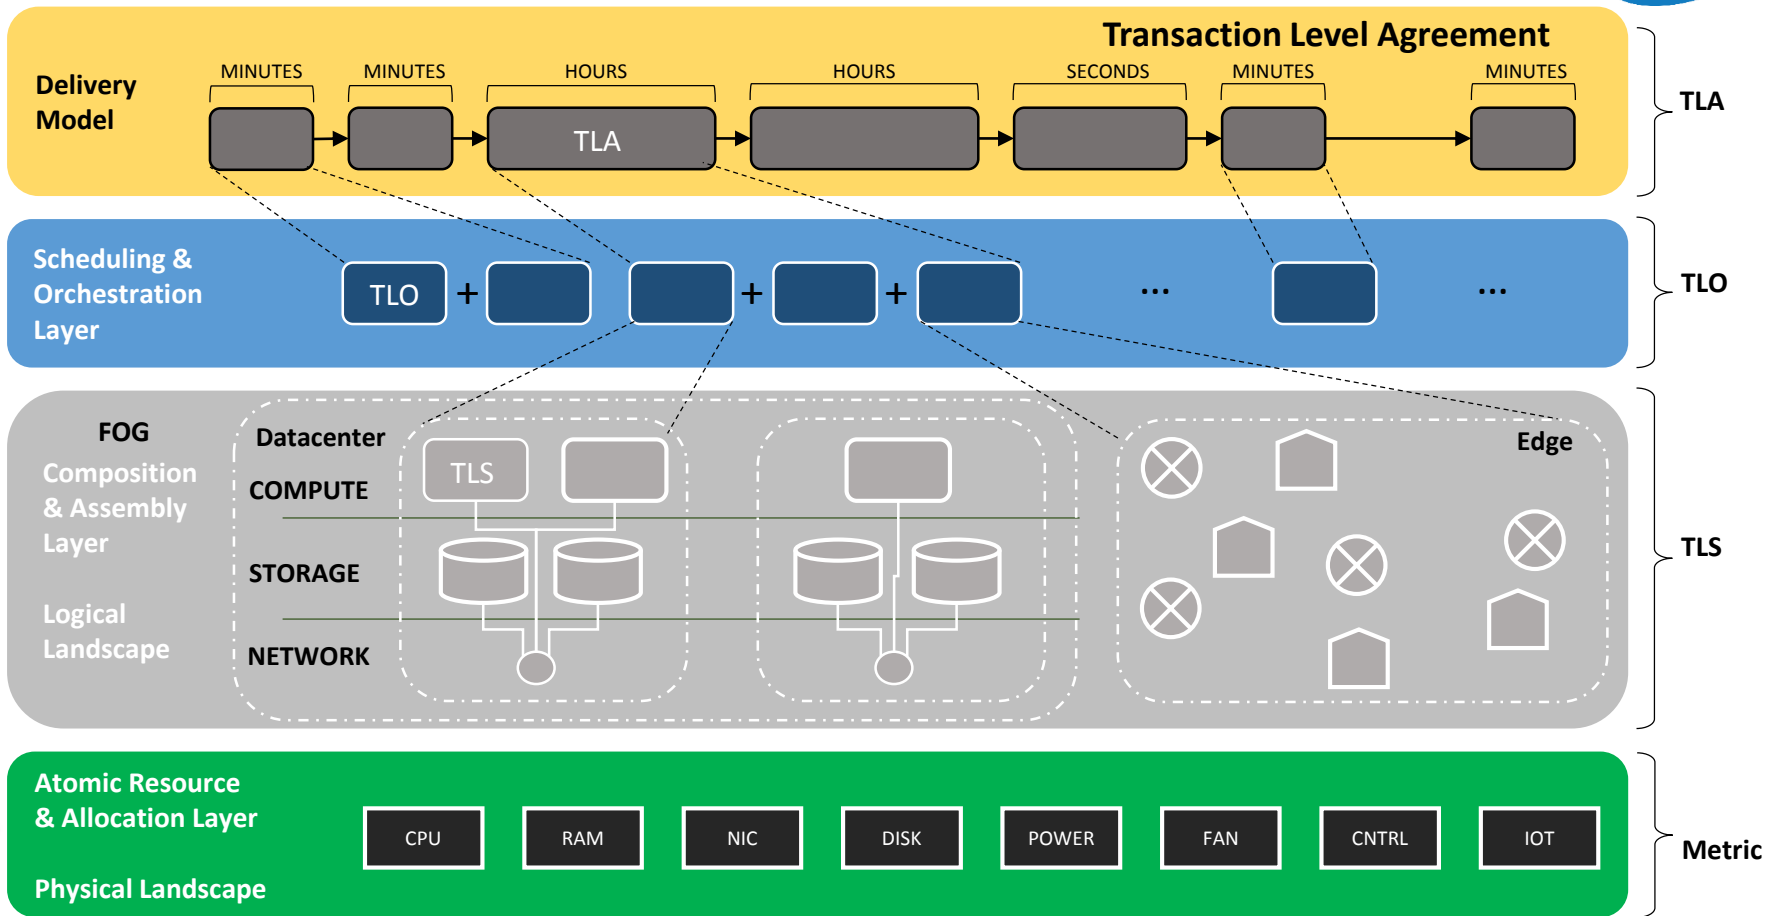 Transaction Level Agreement
Delivery
Model
MINUTES
MINUTES
HOURS
HOURS
SECONDS
MINUTES
MINUTES
TLA
TLA
Scheduling &
Orchestration
Layer
TLO
+
+
+
...
...
TLO
FOG
Composition
& Assembly
Layer
Logical
Landscape
Datacenter
COMPUTE
STORAGE
NETWORK
TLS
Edge
TLS
Atomic Resource
& Allocation Layer
Physical Landscape
CPU
RAM
NIC
DISK
POWER
FAN
CNTRL
IOT
Metric